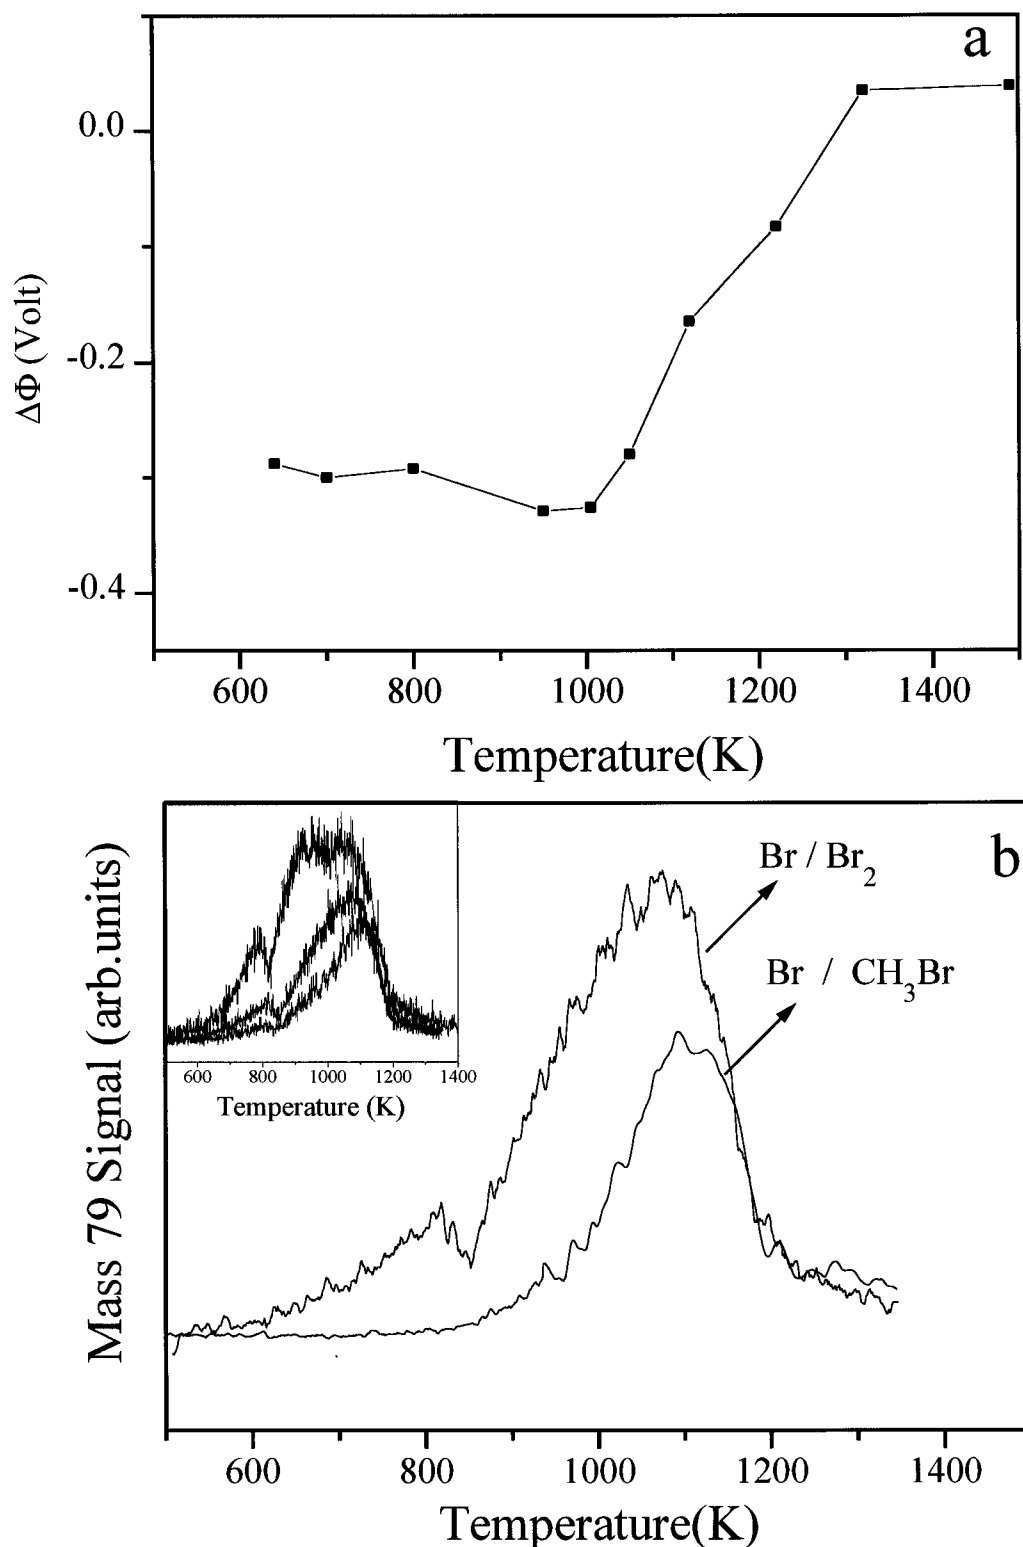 a
0.0
-0.2
-0.4
ΔΦ (Volt)
600 800 1000 1200 1400
Temperature(K)
b
Br / Br2
Br / CH3Br
Mass 79 Signal (arb.units)
600 800 1000 1200 1400
Temperature (K)
600 800 1000 1200 1400
Temperature(K)